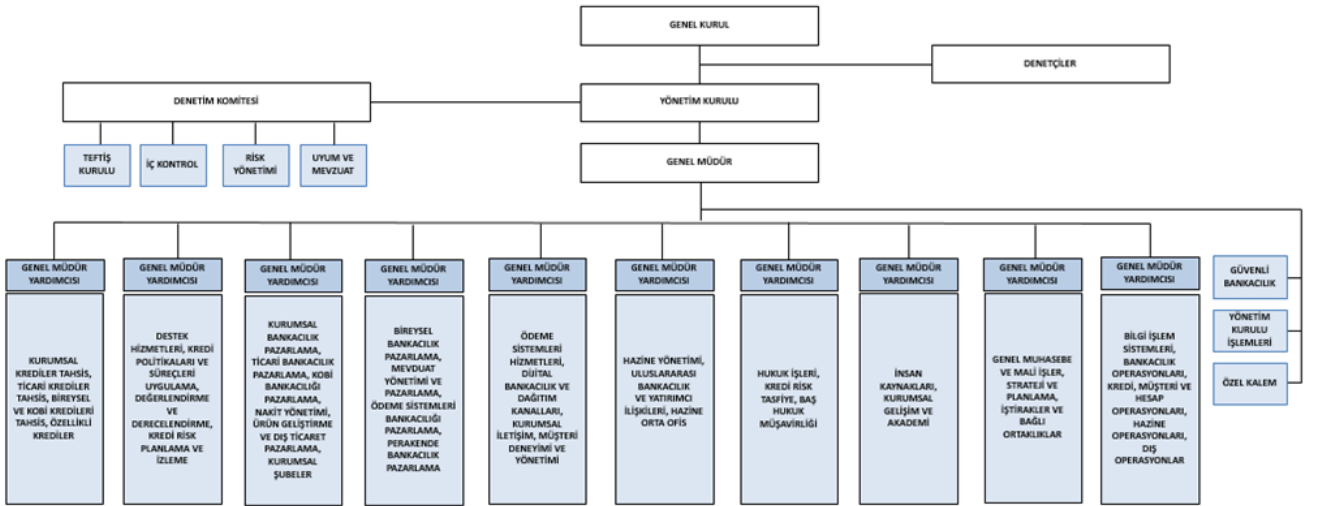 GENEL KURUL
DENETÇİLER
DENETİM KOMİTESİ
YÖNETİM KURULU
TEFTİŞ
KURULU
İÇ KONTROL
RİSK
YÖNETİMİ
UYUM VE
MEVZUAT
GENEL MÜDÜR
GENEL MÜDÜR
YARDIMCISI
KURUMSAL
KREDİLER TAHSİS,
TİCARİ KREDİLER
TAHSİS, BİREYSEL
VE KOBİ KREDİLERİ
TAHSİS, ÖZELLİKLİ
KREDİLER
GENEL MÜDÜR
YARDIMCISI
DESTEK
HİZMETLERİ, KREDİ
POLİTİKALARI VE
SÜREÇLERİ
UYGULAMA,
DEĞERLENDİRME
VE
DERECELENDİRME,
KREDİ RİSK
PLANLAMA VE
İZLEME
GENEL MÜDÜR
YARDIMCISI
KURUMSAL
BANKACILIK
PAZARLAMA,
TİCARİ BANKACILIK
PAZARLAMA, KOBİ
BANKACILIĞI
PAZARLAMA,
NAKİT YÖNETİMİ,
ÜRÜN GELİŞTİRME
VE DIŞ TİCARET
PAZARLAMA,
KURUMSAL
ŞUBELER
GENEL MÜDÜR
YARDIMCISI
BİREYSEL
BANKACILIK
PAZARLAMA,
MEVDUAT
YÖNETİMİ VE
PAZARLAMA,
ÖDEME SİSTEMLERİ
BANKACILIĞI
PAZARLAMA,
PERAKENDE
BANKACILIK
PAZARLAMA
GENEL MÜDÜR
YARDIMCISI
ÖDEME
SİSTEMLERİ
HİZMETLERİ,
DİJİTAL
BANKACILIK VE
DAĞITIM
KANALLARI,
KURUMSAL
İLETİŞİM, MÜŞTERİ
DENEYİMİ VE
YÖNETİMİ
GENEL MÜDÜR
YARDIMCISI
HAZİNE YÖNETİMİ,
ULUSLARARASI
BANKACILIK
VE YATIRIMCI
İLİŞKİLERİ, HAZİNE
ORTA OFİS
GENEL MÜDÜR
YARDIMCISI
HUKUK İŞLERİ,
KREDİ RİSK
TASFİYE, BAŞ
HUKUK
MÜŞAVİRLİĞİ
GENEL MÜDÜR
YARDIMCISI
İNSAN
KAYNAKLARI,
KURUMSAL
GELİŞİM VE
AKADEMİ
GENEL MÜDÜR
YARDIMCISI
GENEL MUHASEBE
VE MALİ İŞLER,
STRATEJİ VE
PLANLAMA,
İŞTİRAKLER VE
BAĞLI
ORTAKLIKLAR
GENEL MÜDÜR
YARDIMCISI
BİLGİ İŞLEM
SİSTEMLERİ,
BANKACILIK
OPERASYONLARI,
KREDİ, MÜŞTERİ VE
HESAP
OPERASYONLARI,
HAZİNE
OPERASYONLARI,
DIŞ
OPERASYONLAR
GÜVENLİ
BANKACILIK
YÖNETİM
KURULU
İŞLEMLERİ
ÖZEL KALEM